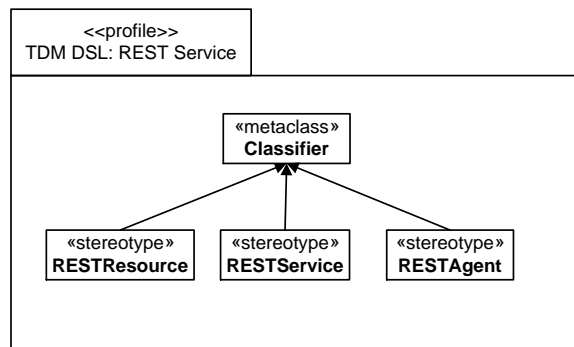 <<profile>>
TDM DSL: REST Service
«metaclass»
Classifier
«stereotype»
RESTResource
«stereotype»
RESTService
«stereotype»
RESTAgent